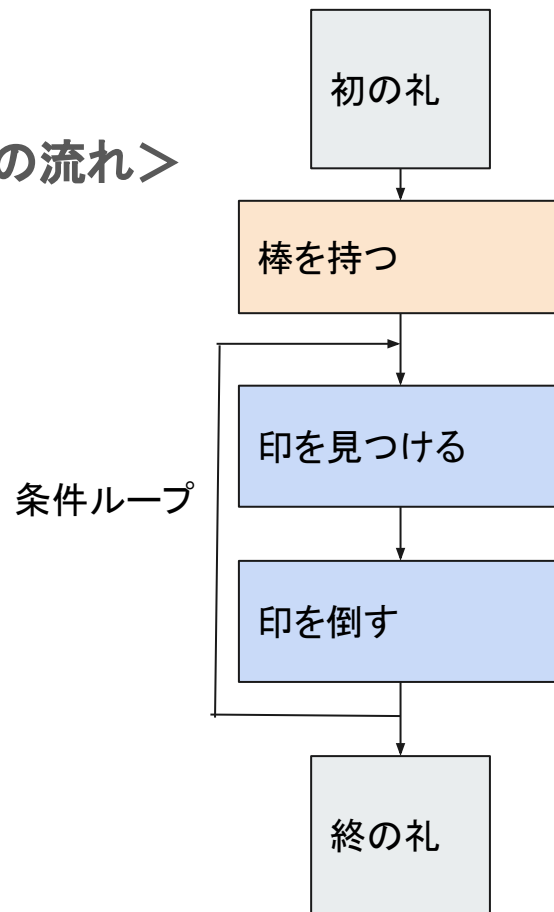 初の礼
の流れ＞
棒を持つ
印を見つける
条件ループ
印を倒す
終の礼